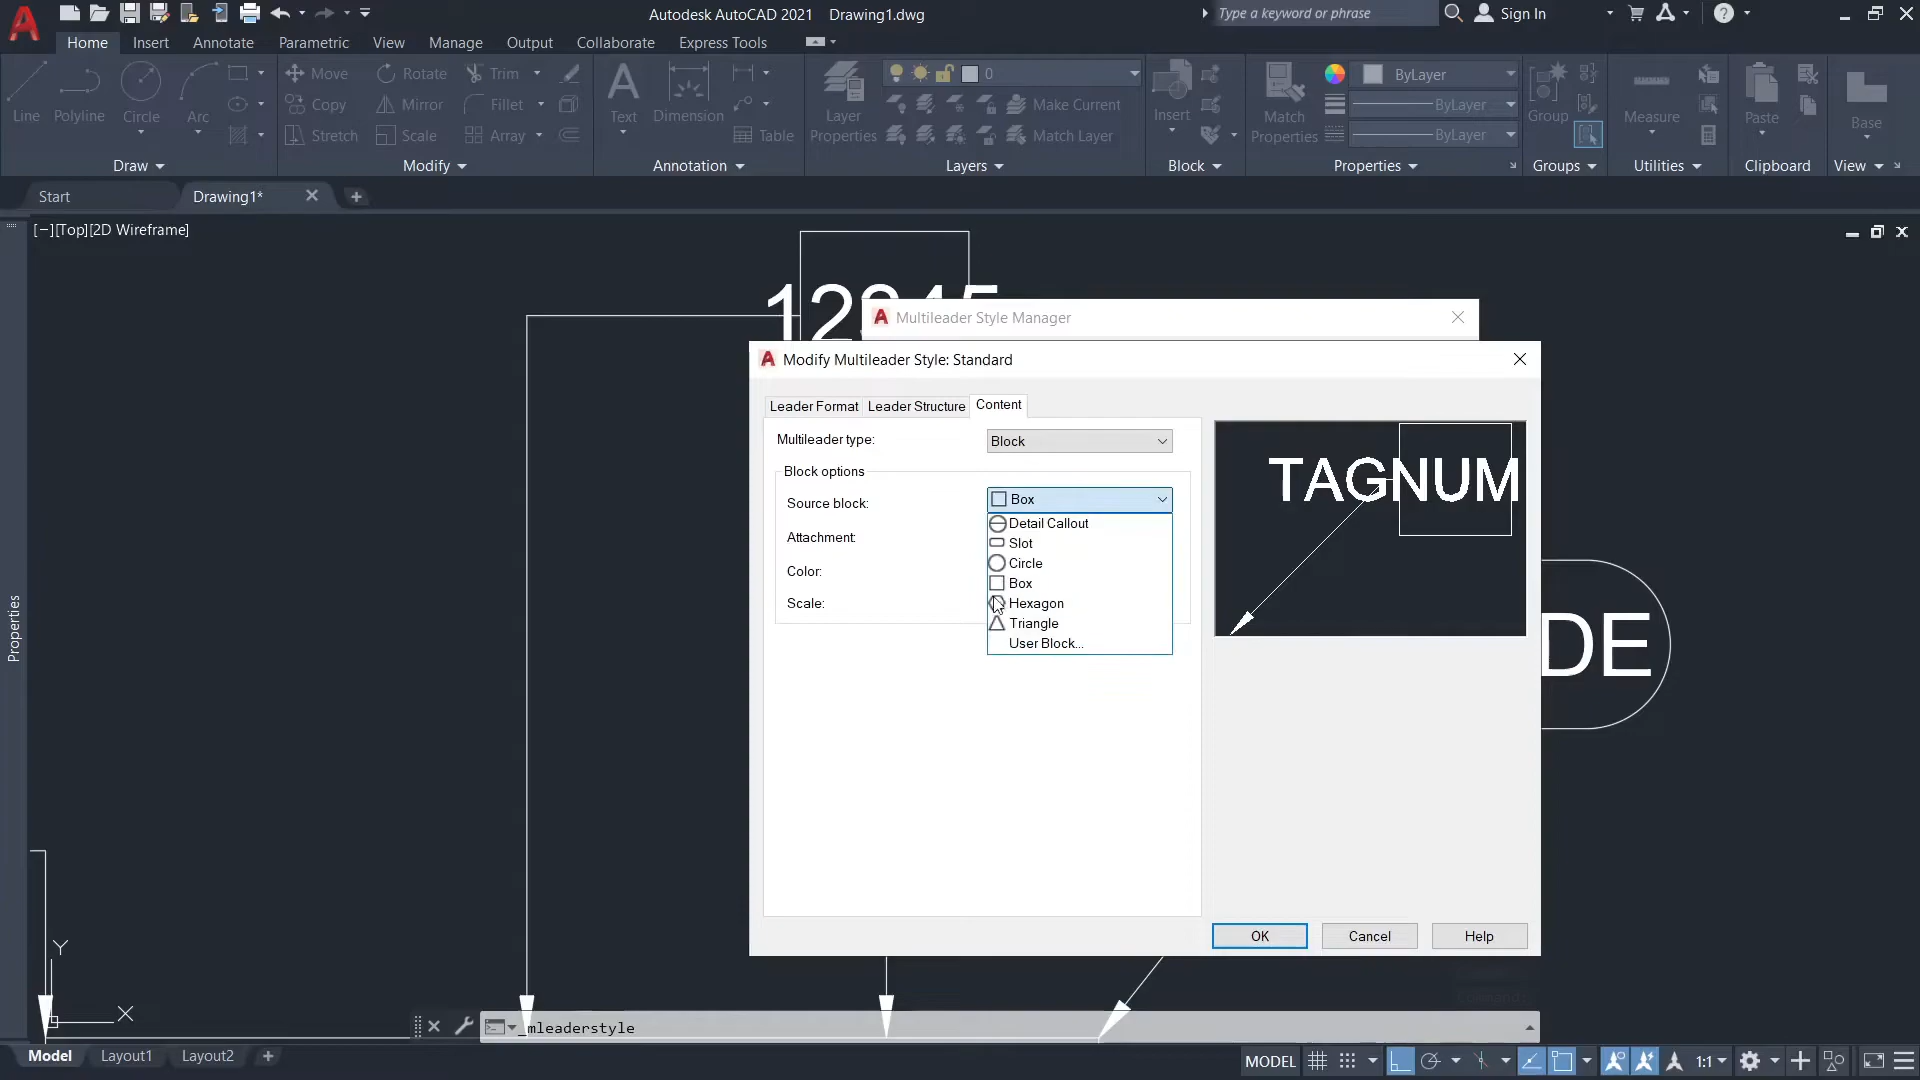 Autodesk AutoCAD 2021 Drawing1.dwg
Type a keyword or phrase
Sign In
Home Insert Annotate Parametric View Manage Output Collaborate Express Tools
Move Rotate Trim
0
ByLayer
Copy Mirror Fillet
Make Current
ByLayer
Line Polyline Circle Arc
Text Dimension
Layer Properties
Insert
Match Properties
Group
Measure
Paste
Base
Stretch Scale Array
Table
Match Layer
ByLayer
Draw Modify Annotation Layers Block Properties Groups Utilities Clipboard View
Start Drawing1*
[−][Top][2D Wireframe]
Multileader Style Manager
Modify Multileader Style: Standard
Leader Format Leader Structure Content
Multileader type: Block
Block options
Source block: Box
TAGNUM
Detail Callout
Attachment:
Slot
Circle
Color:
Box
Scale:
Hexagon
Triangle
User Block...
DE
Properties
OK Cancel Help
Y
X
_mleaderstyle
Model Layout1 Layout2
MODEL
1:1